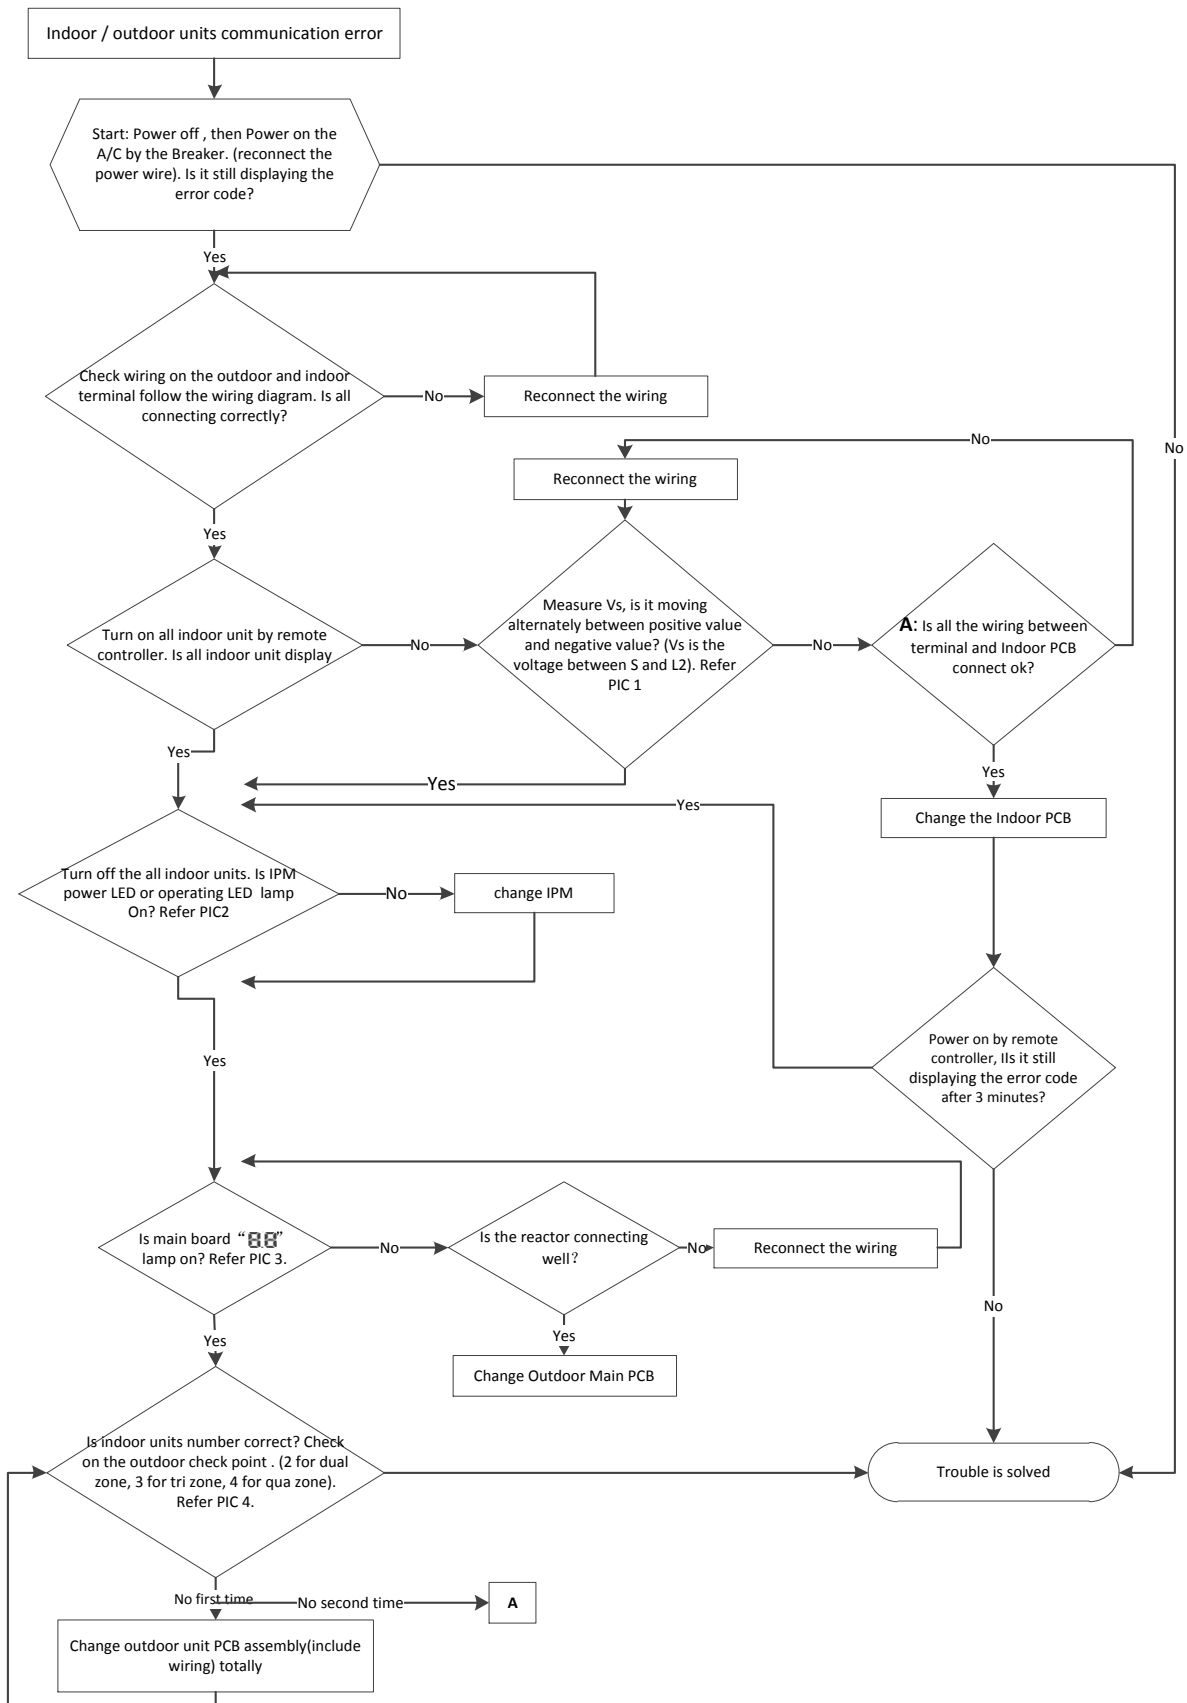 Indoor / outdoor units communication error
Start: Power off , then Power on the
A/C by the Breaker. (reconnect the
power wire). Is it still displaying the
error code?
Yes
No
Check wiring on the outdoor and indoor
terminal follow the wiring diagram. Is all
connecting correctly?
No
Reconnect the wiring
Yes
No
Reconnect the wiring
Turn on all indoor unit by remote
controller. Is all indoor unit display
No
Measure Vs, is it moving
alternately between positive value
and negative value? (Vs is the
voltage between S and L2). Refer
PIC 1
No
A: Is all the wiring between
terminal and Indoor PCB
connect ok?
Yes
Yes
Yes
Yes
Change the Indoor PCB
Turn off the all indoor units. Is IPM
power LED or operating LED lamp
On? Refer PIC2
No
change IPM
Yes
Power on by remote
controller, IIs it still
displaying the error code
after 3 minutes?
No
Is main board “8.8”
lamp on? Refer PIC 3.
No
Is the reactor connecting
well?
No
Reconnect the wiring
Yes
Yes
Change Outdoor Main PCB
Is indoor units number correct? Check
on the outdoor check point . (2 for dual
zone, 3 for tri zone, 4 for qua zone).
Refer PIC 4.
Trouble is solved
No first time
No second time
A
Change outdoor unit PCB assembly(include
wiring) totally